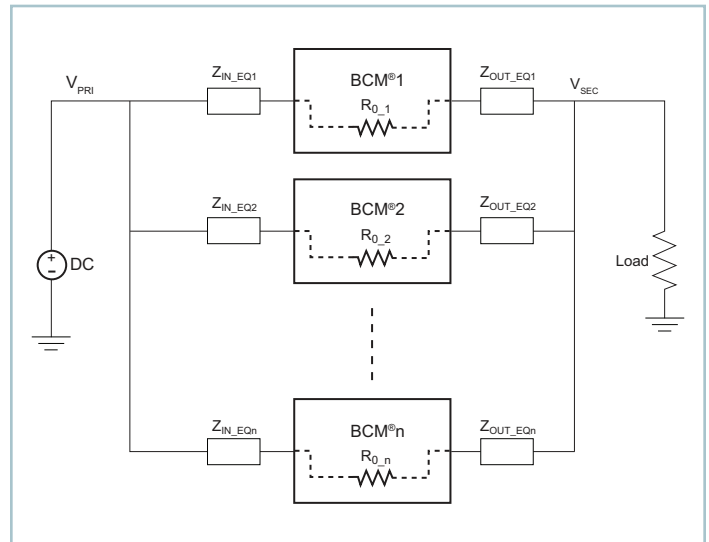 V_PRI
Z_IN_EQ1
BCM®1
R_0_1
Z_OUT_EQ1
V_SEC
Z_IN_EQ2
BCM®2
R_0_2
Z_OUT_EQ2
+
DC
Load
Z_IN_EQn
BCM®n
R_0_n
Z_OUT_EQn